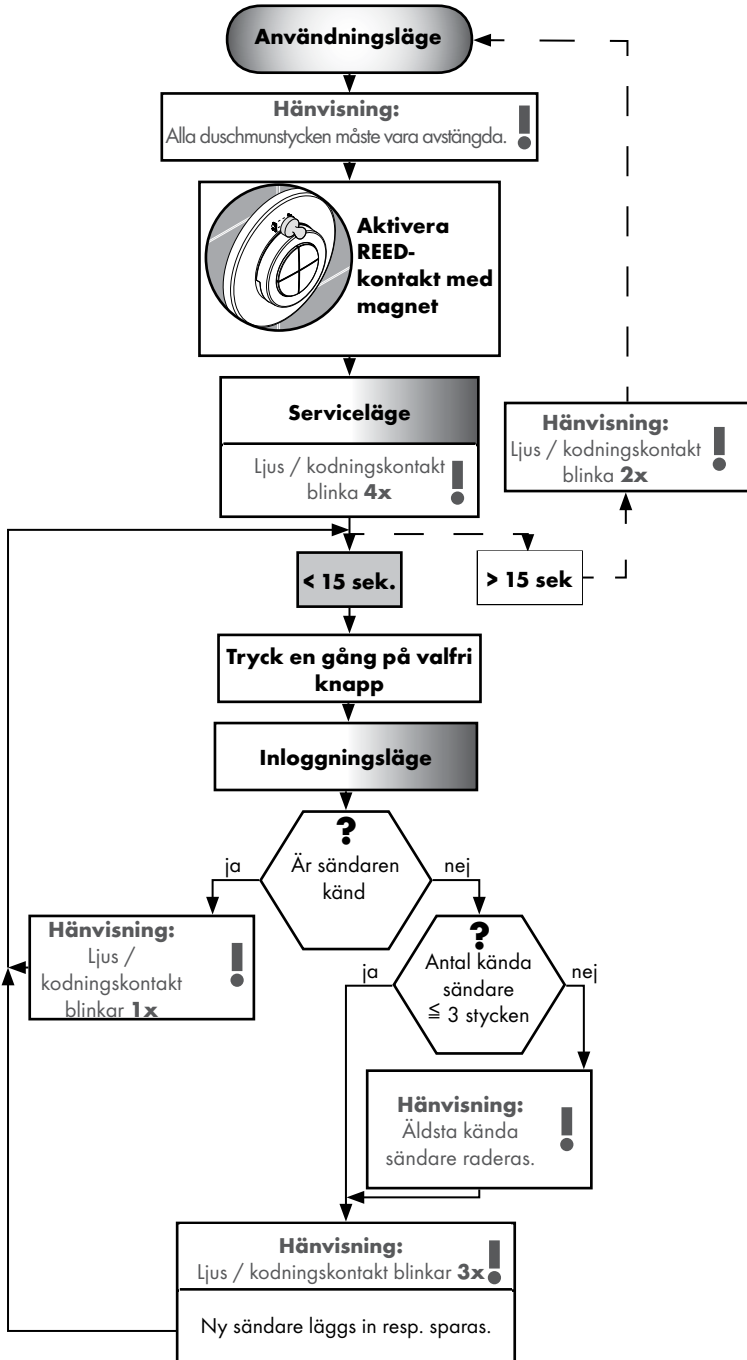 Användningsläge
Hänvisning:
Alla duschmunstycken måste vara avstängda.
Aktivera
REED-
kontakt med
magnet
Serviceläge
Ljus / kodningskontakt
blinka 4x
Hänvisning:
Ljus / kodningskontakt
blinka 2x
< 15 sek.
> 15 sek
Tryck en gång på valfri
knapp
Inloggningsläge
?
Är sändaren
känd
ja
nej
Hänvisning:
Ljus /
kodningskontakt
blinkar 1x
?
Antal kända
sändare
≦ 3 stycken
ja
nej
Hänvisning:
Äldsta kända
sändare raderas.
Hänvisning:
Ljus / kodningskontakt blinkar 3x
Ny sändare läggs in resp. sparas.